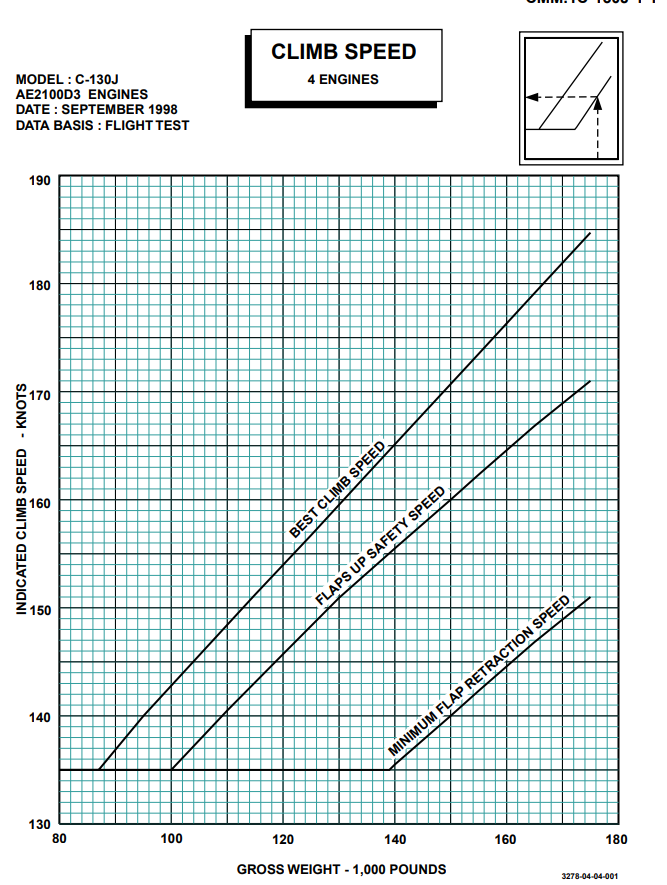 CLIMB SPEED
4 ENGINES
MODEL : C-130J
AE2100D3 ENGINES
DATE : SEPTEMBER 1998
DATA BASIS : FLIGHT TEST
190
180
170
160
150
140
130
INDICATED CLIMB SPEED - KNOTS
BEST CLIMB SPEED
FLAPS UP SAFETY SPEED
MINIMUM FLAP RETRACTION SPEED
80 100 120 140 160 180
GROSS WEIGHT - 1,000 POUNDS
3278-04-04-001